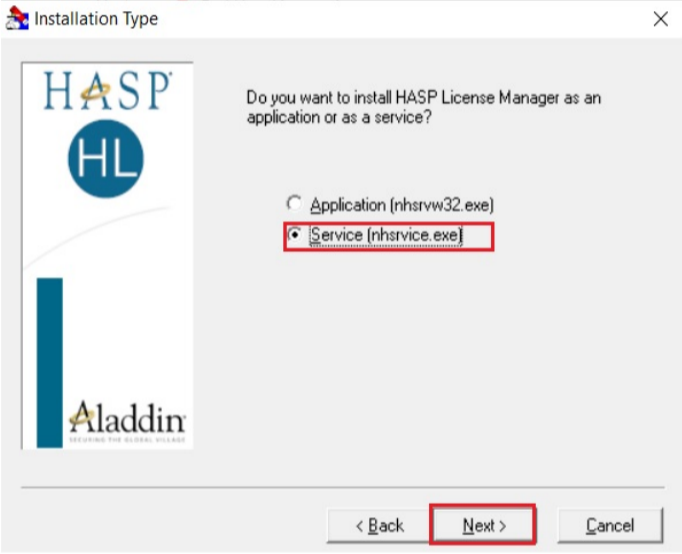 Installation Type
HASP
HL
Do you want to install HASP License Manager as an
application or as a service?
Application (nhsrvw32.exe)
Service (nhsrvice.exe)
Aladdin
SECURING THE GLOBAL VILLAGE
< Back
Next >
Cancel